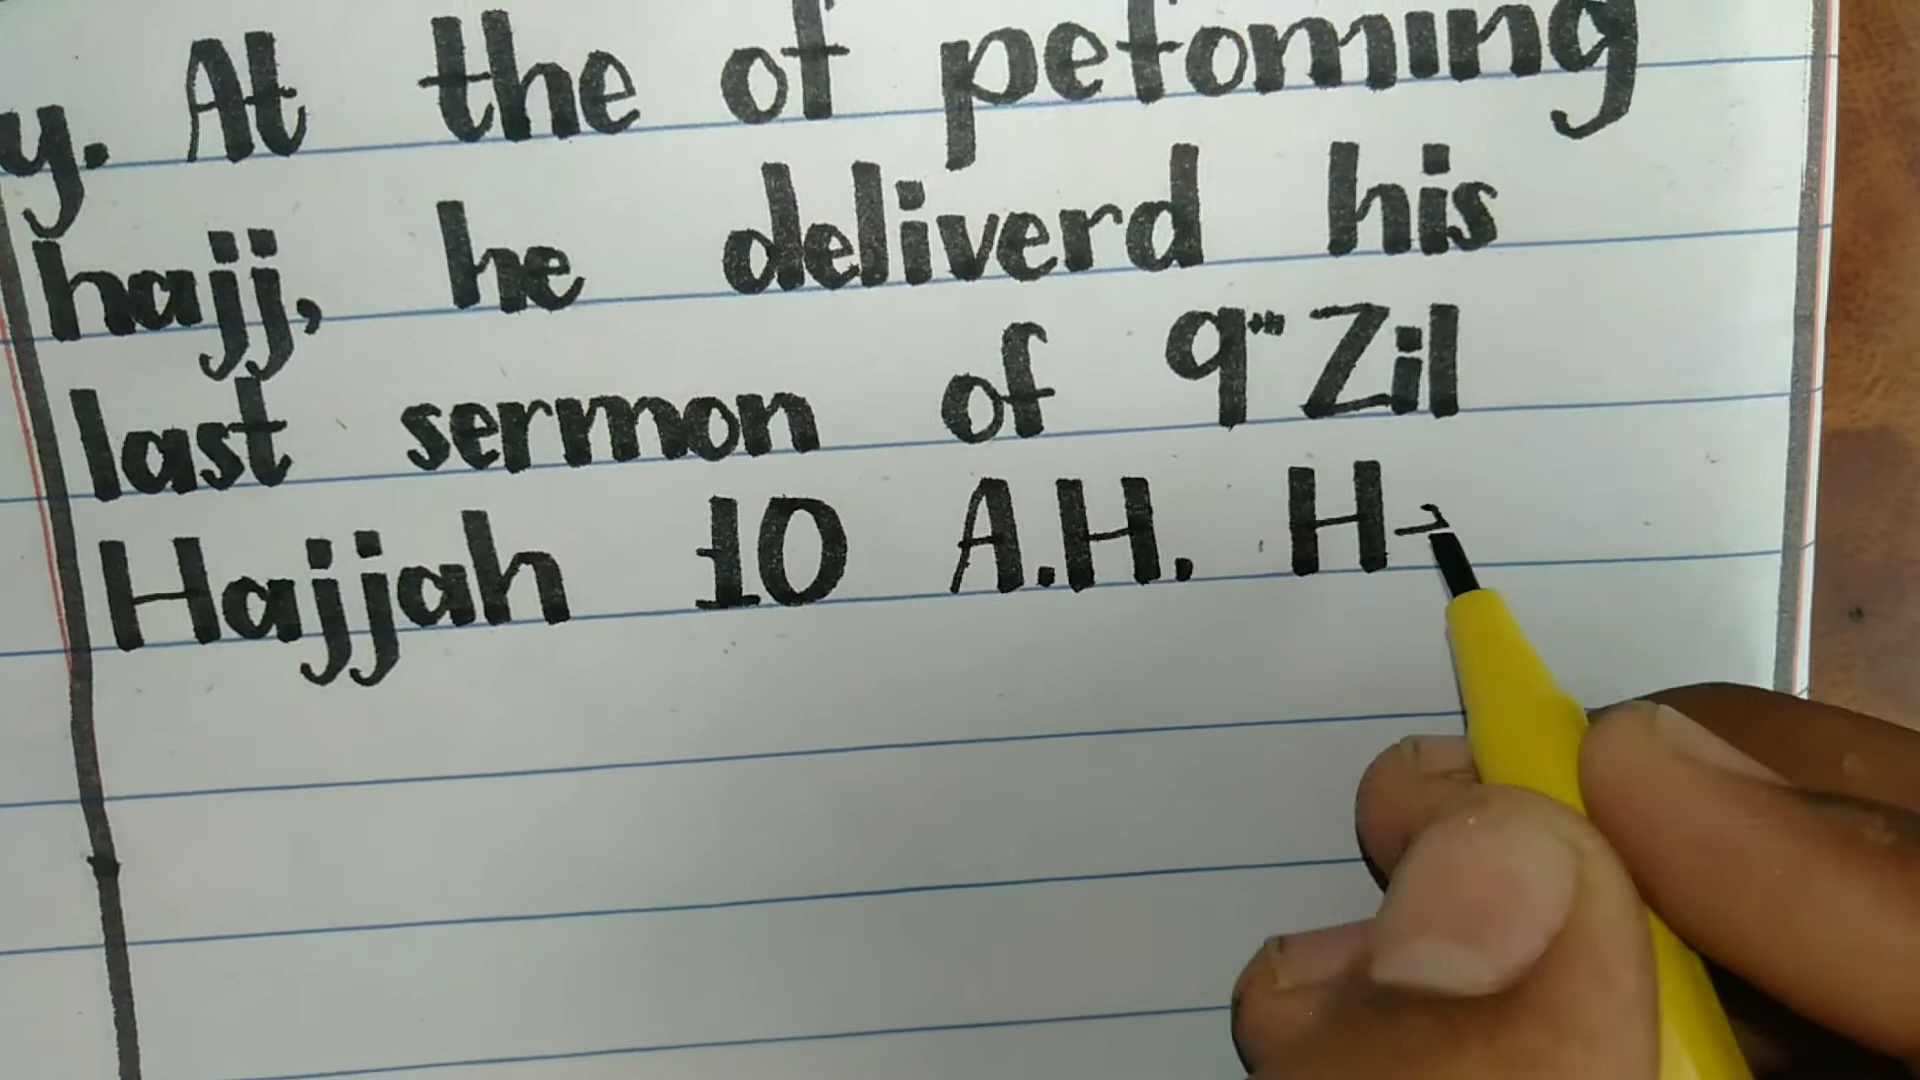 y. At the of pefoming
hajj, he deliverd his
last sermon of 9th Zil
Hajjah 10 A.H. H